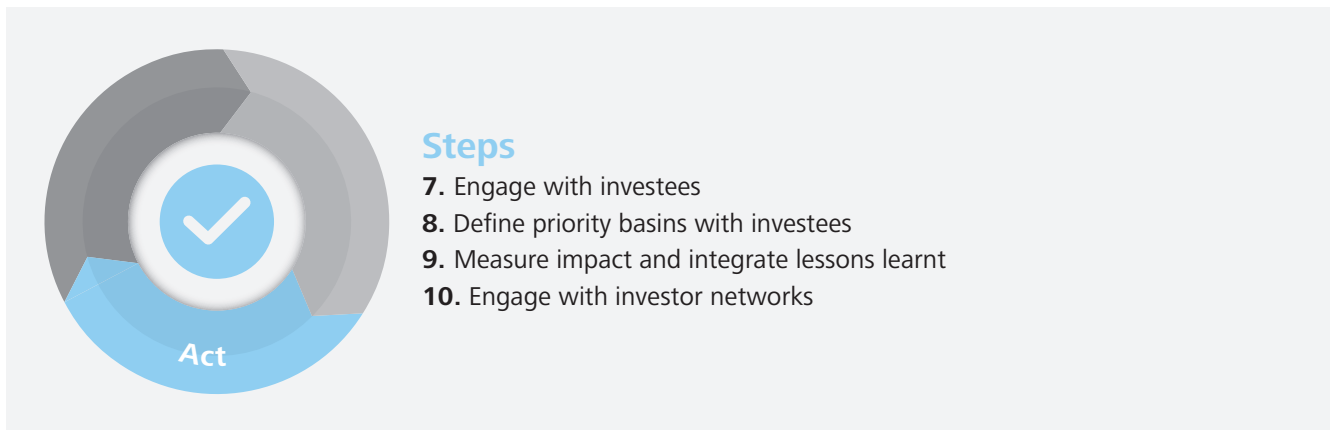 Steps
7. Engage with investees
8. Define priority basins with investees
9. Measure impact and integrate lessons learnt
10. Engage with investor networks
Act